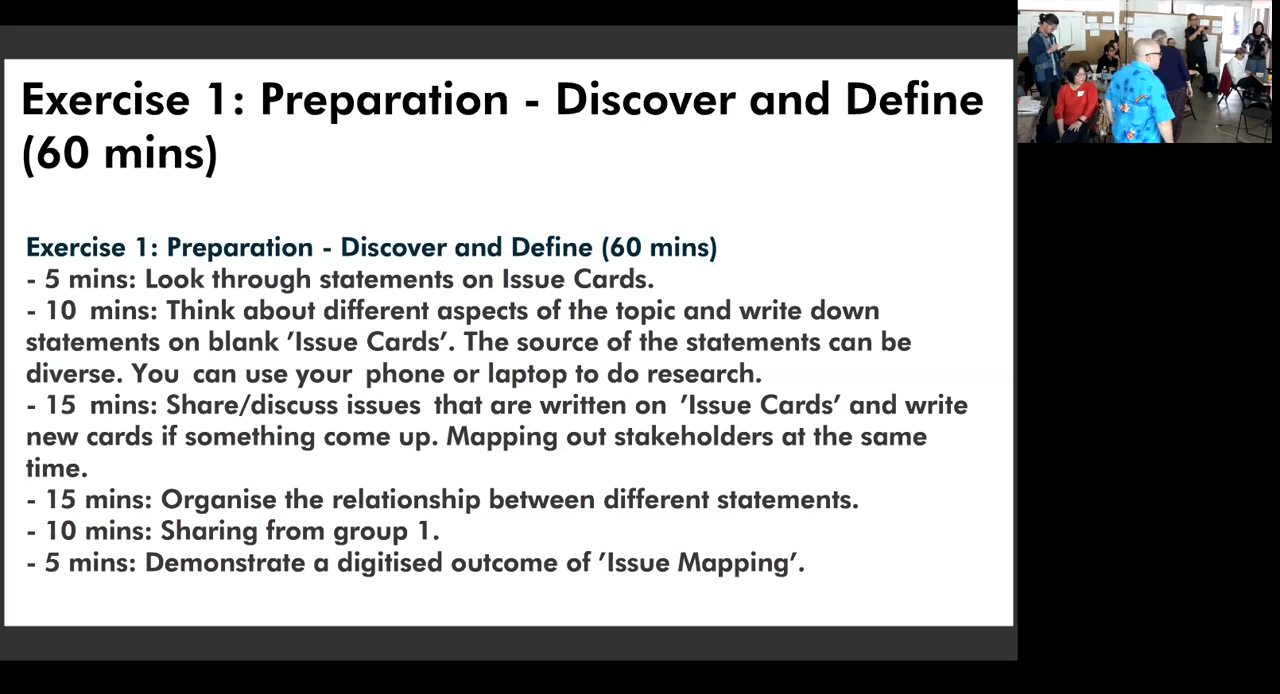 Exercise 1: Preparation - Discover and Define
(60 mins)
Exercise 1: Preparation - Discover and Define (60 mins)
- 5 mins: Look through statements on Issue Cards.
- 10 mins: Think about different aspects of the topic and write down
statements on blank ’Issue Cards’. The source of the statements can be
diverse. You can use your phone or laptop to do research.
- 15 mins: Share/discuss issues that are written on ’Issue Cards’ and write
new cards if something come up. Mapping out stakeholders at the same
time.
- 15 mins: Organise the relationship between different statements.
- 10 mins: Sharing from group 1.
- 5 mins: Demonstrate a digitised outcome of ’Issue Mapping’.